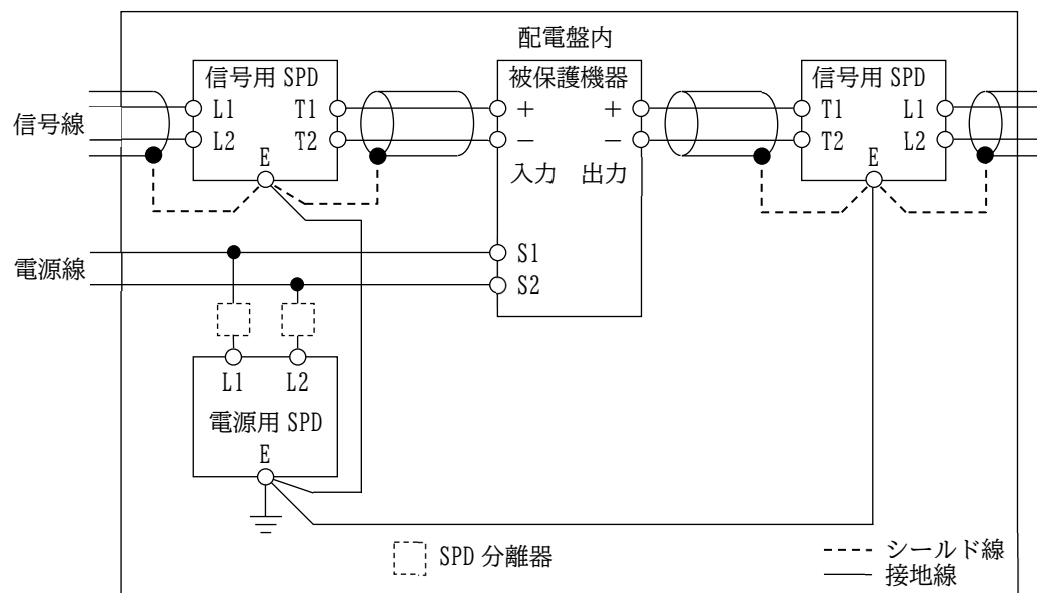 配電盤内
信号用 SPD
L1 T1
L2 T2
E
信号線
被保護機器
+ +
− −
入力 出力
S1
S2
信号用 SPD
T1 L1
T2 L2
E
電源線
L1 L2
電源用 SPD
E
SPD 分離器
シールド線
接地線